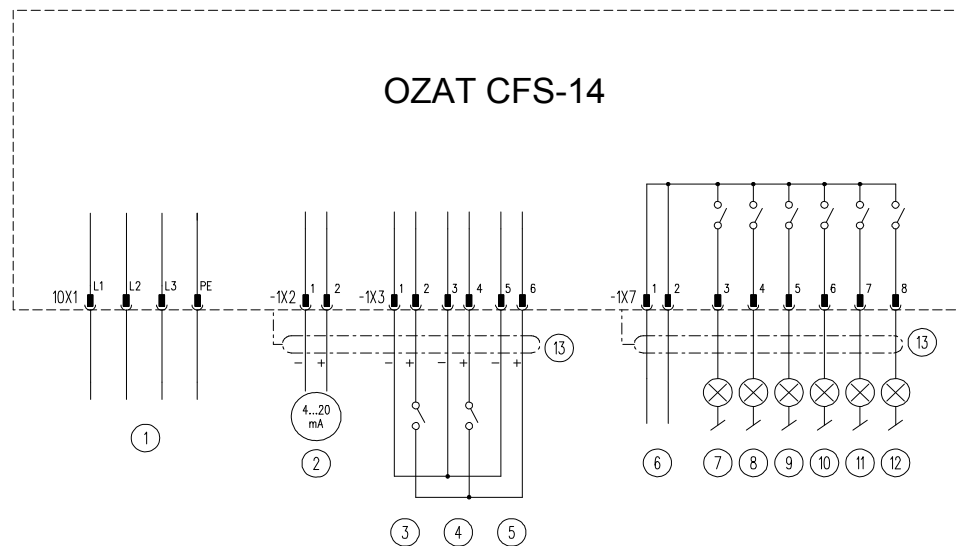 OZAT CFS-14
10X1 L1 L2 L3 PE -1X2 1 2 -1X3 1 2 3 4 5 6 -1X7 1 2 3 4 5 6 7 8
13 13
- + - + - + - +
4...20
mA
1 2 6 7 8 9 10 11 12
3 4 5